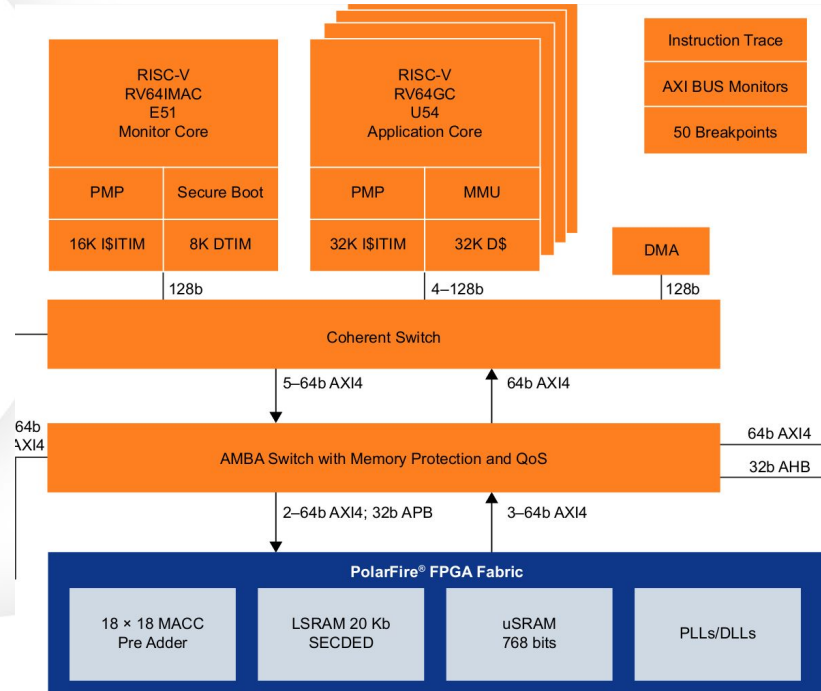 RISC-V
RV64IMAC
E51
Monitor Core
PMP
Secure Boot
16K I$ITIM
8K DTIM
RISC-V
RV64GC
U54
Application Core
PMP
MMU
32K I$ITIM
32K D$
Instruction Trace
AXI BUS Monitors
50 Breakpoints
DMA
128b
4–128b
128b
Coherent Switch
5–64b AXI4
64b AXI4
64b
AXI4
AMBA Switch with Memory Protection and QoS
64b AXI4
32b AHB
2–64b AXI4; 32b APB
3–64b AXI4
PolarFire® FPGA Fabric
18 × 18 MACC
Pre Adder
LSRAM 20 Kb
SECDED
uSRAM
768 bits
PLLs/DLLs